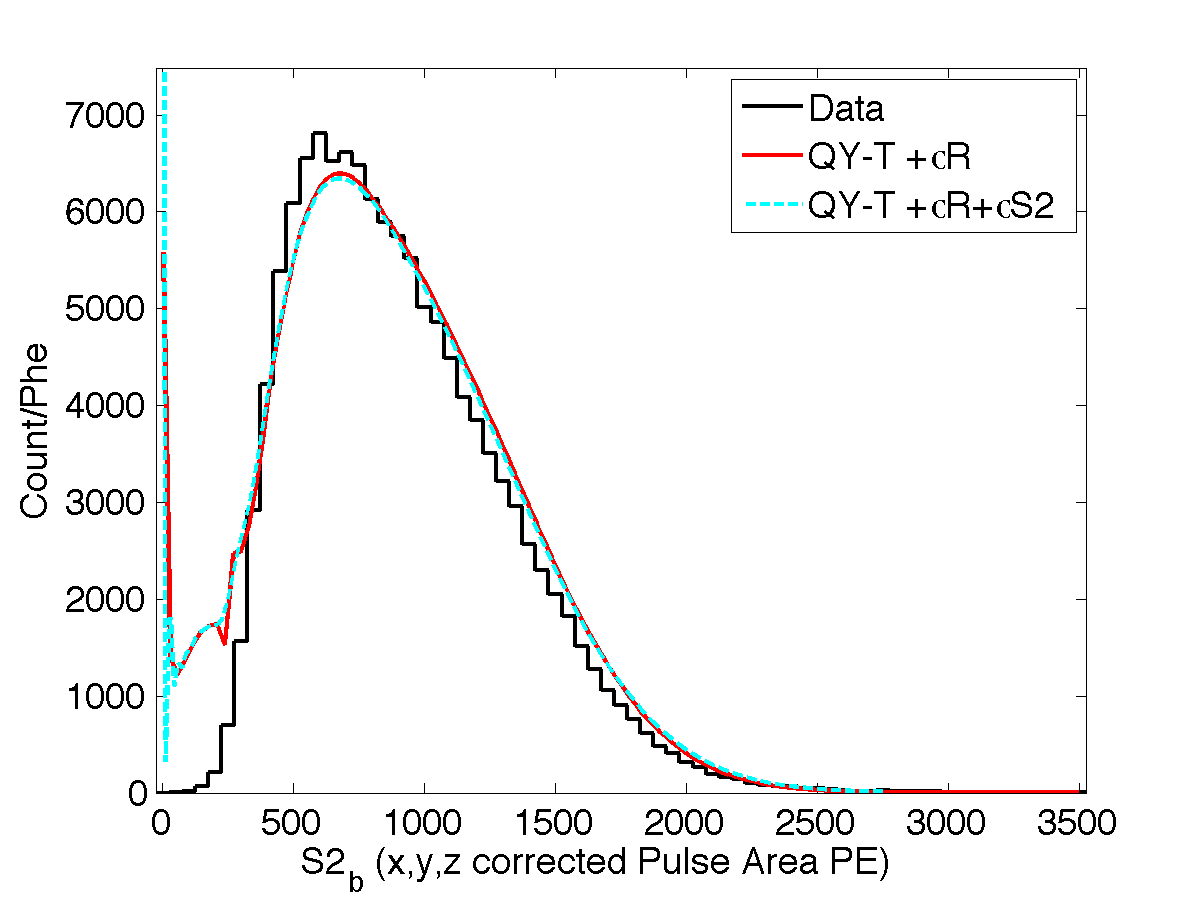 7000
6000
5000
4000
3000
2000
1000
0
Count/Phe
Data
QY-T +cR
QY-T +cR+cS2
0 500 1000 1500 2000 2500 3000 3500
S2b (x,y,z corrected Pulse Area PE)